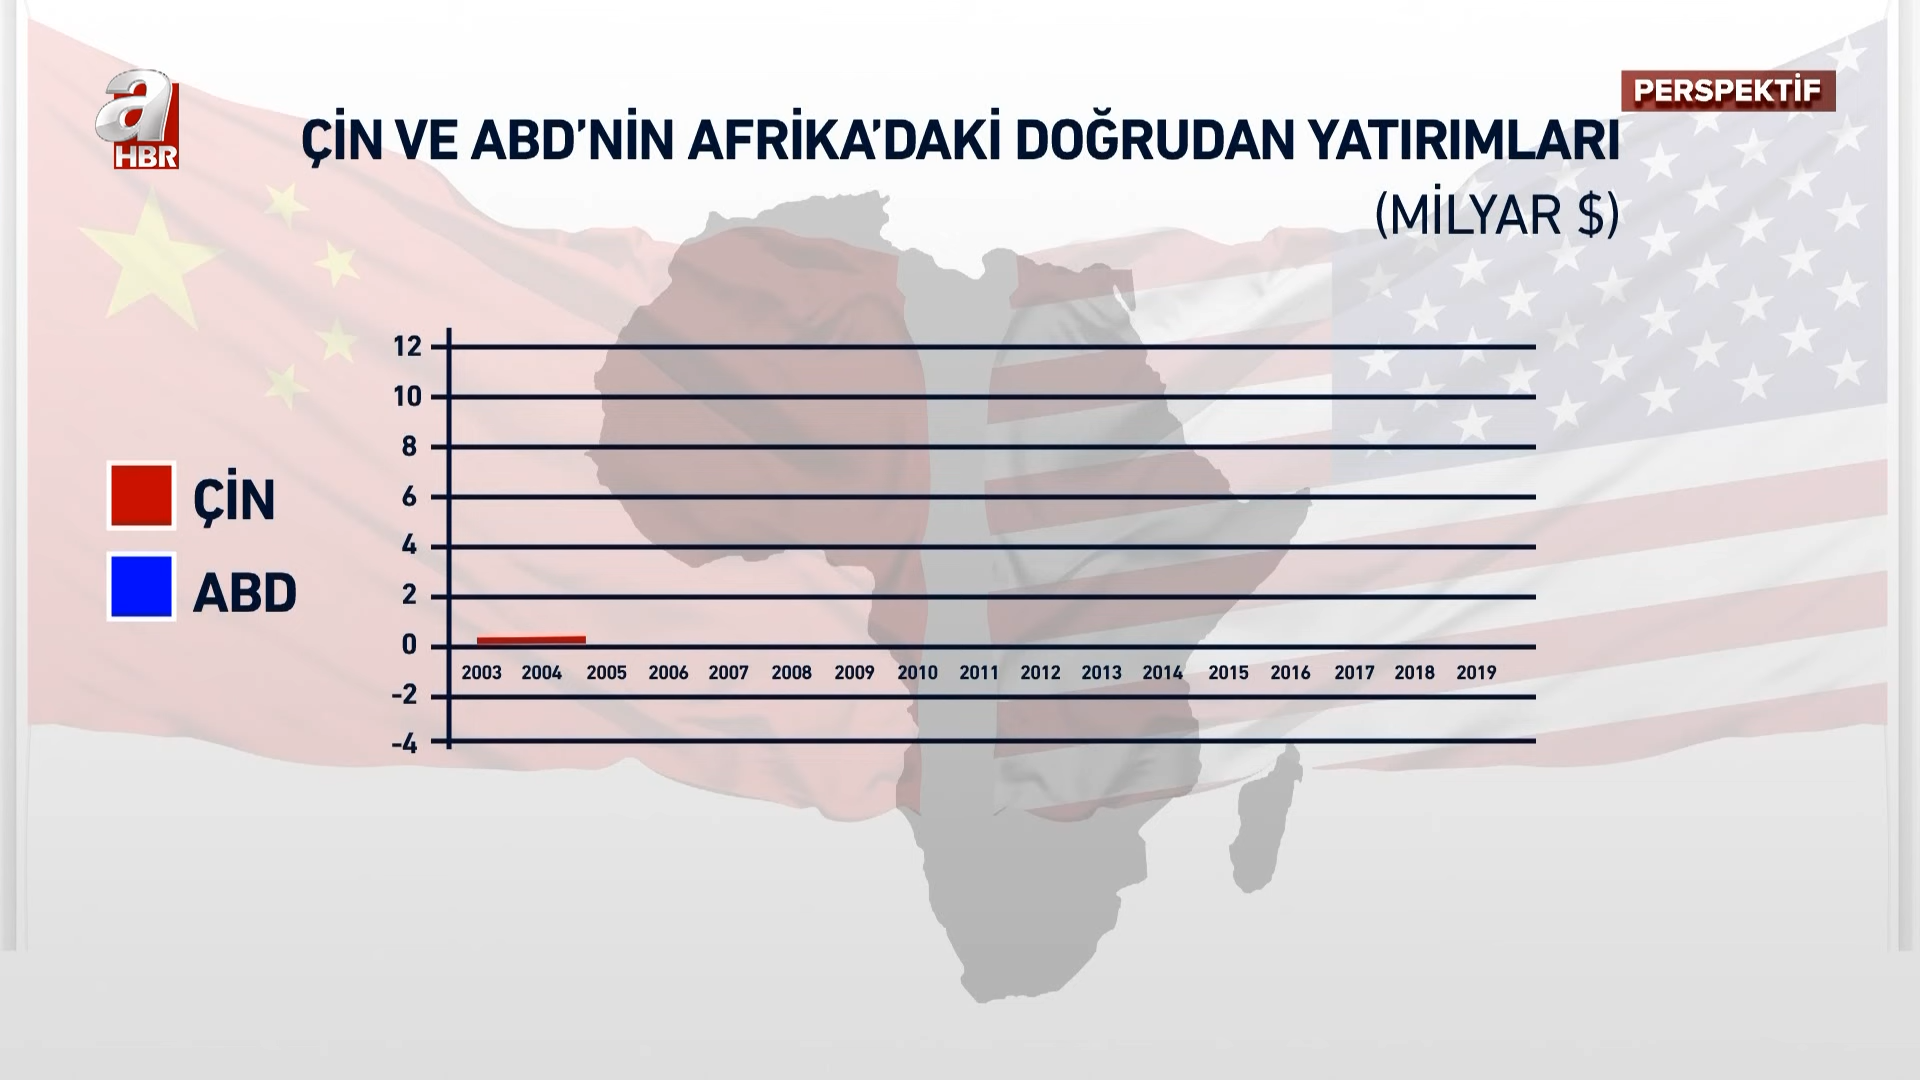 a
HBR
PERSPEKTİF
ÇİN VE ABD'NİN AFRİKA'DAKİ DOĞRUDAN YATIRIMLARI
(MİLYAR $)
ÇİN
ABD
12
10
8
6
4
2
0
2003 2004 2005 2006 2007 2008 2009 2010 2011 2012 2013 2014 2015 2016 2017 2018 2019
-2
-4